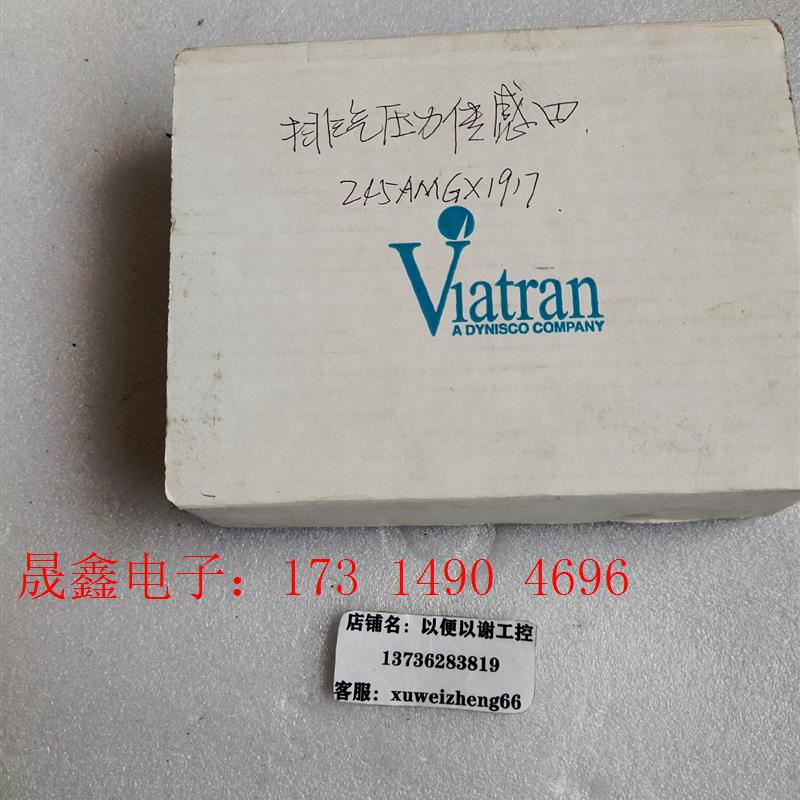 排气压力传感口.
245AMGX1917
Viatran
A DYNISCO COMPANY
晟鑫电子：173 1490 4696
店铺名：以便以谢工控
13736283819
客服：xuweizheng66